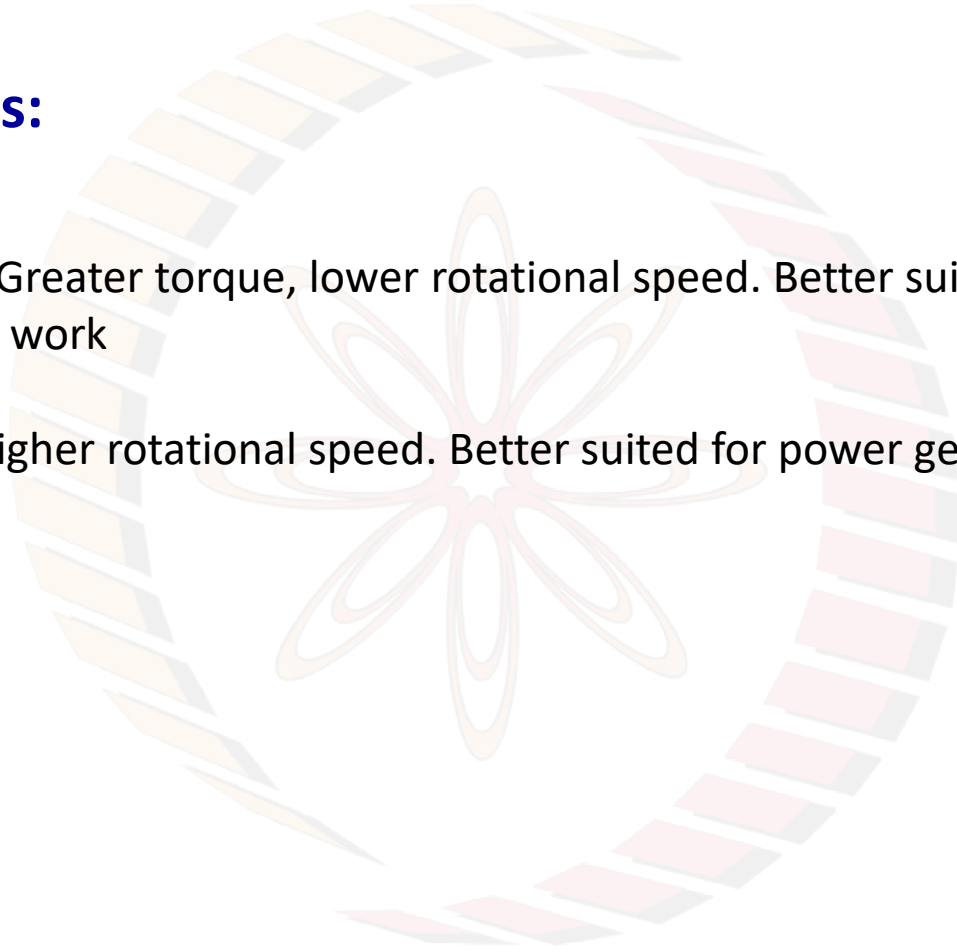 s:
Greater torque, lower rotational speed. Better sui
work
igher rotational speed. Better suited for power ge